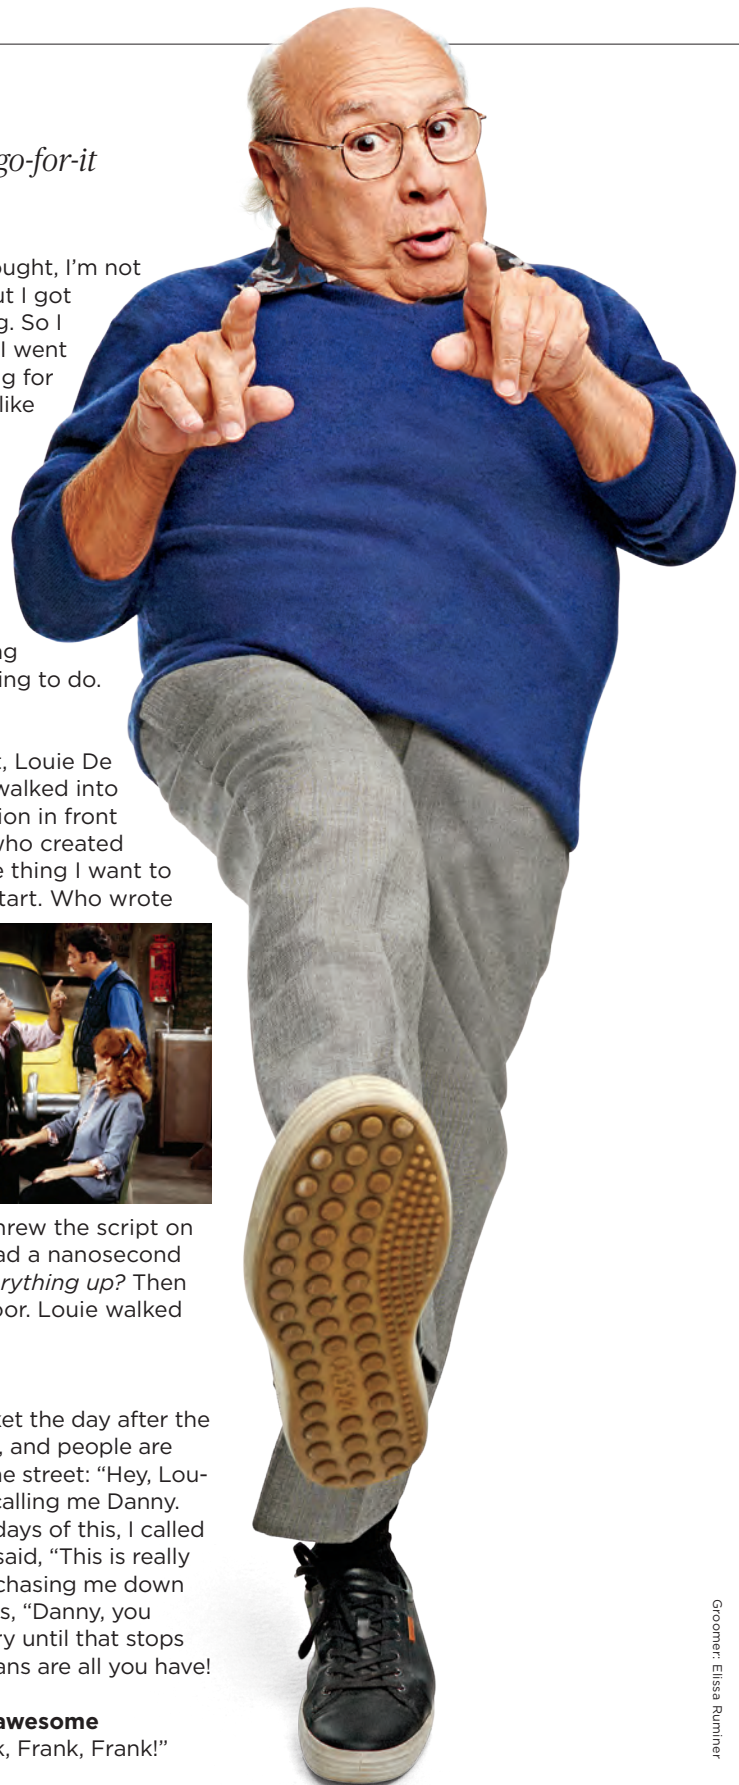 go-for-it
ught, I’m not
ut I got
g. So I
I went
g for
like
ng
ing to do.
, Louie De
walked into
ion in front
who created
e thing I want to
tart. Who wrote
hrew the script on
ad a nanosecond
rything up? Then
oor. Louie walked
ket the day after the
, and people are
he street: “Hey, Lou-
calling me Danny.
days of this, I called
said, “This is really
chasing me down
s, “Danny, you
ry until that stops
ans are all you have!
awesome
k, Frank, Frank!”
Groomer: Elissa Ruminer